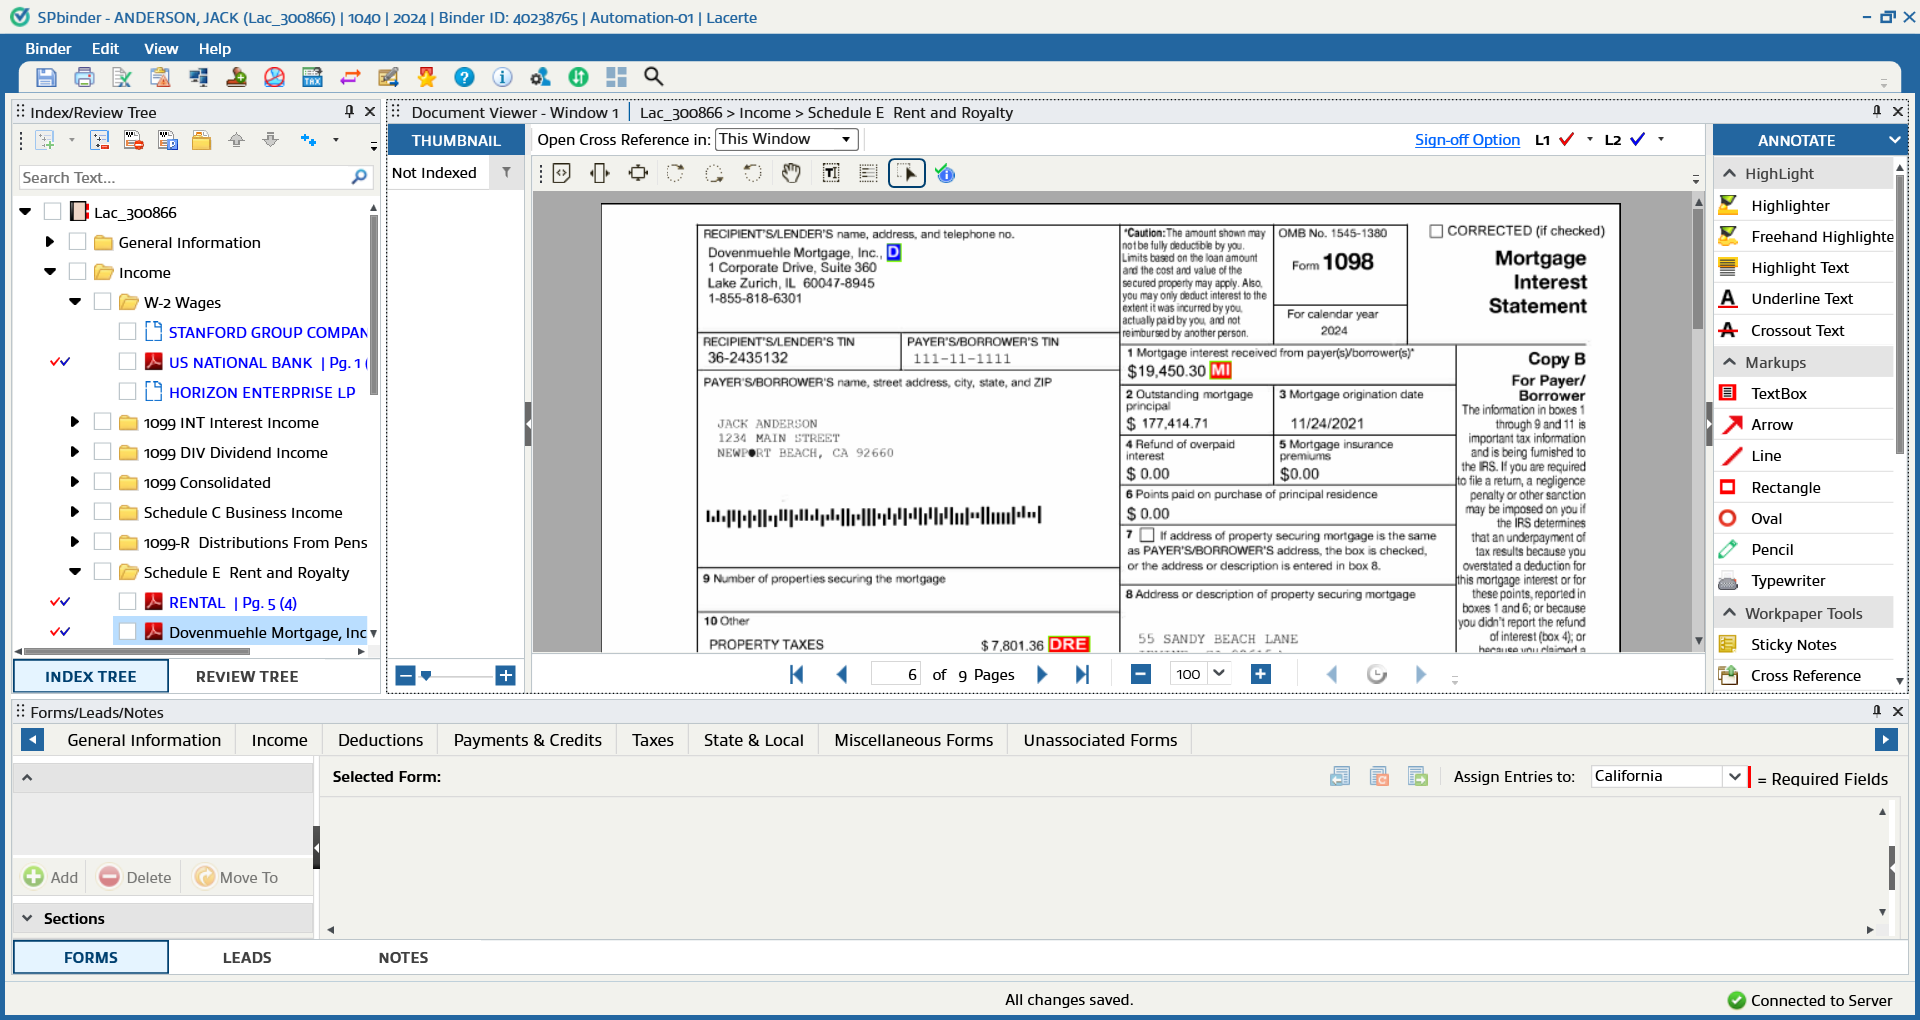 SPbinder - ANDERSON, JACK (Lac_300866) | 1040 | 2024 | Binder ID: 40238765 | Automation-01 | Lacerte
Binder Edit View Help
Index/Review Tree
Search Text...
Lac_300866
General Information
Income
W-2 Wages
STANFORD GROUP COMPAN
US NATIONAL BANK | Pg. 1 (
HORIZON ENTERPRISE LP
1099 INT Interest Income
1099 DIV Dividend Income
1099 Consolidated
Schedule C Business Income
1099-R Distributions From Pens
Schedule E Rent and Royalty
RENTAL | Pg. 5 (4)
Dovenmuehle Mortgage, Inc
INDEX TREE REVIEW TREE
Document Viewer - Window 1 | Lac_300866 > Income > Schedule E Rent and Royalty
THUMBNAIL
Not Indexed
Open Cross Reference in: This Window
Sign-off Option L1 L2
RECIPIENT'S/LENDER'S name, address, and telephone no.
Dovenmuehle Mortgage, Inc., D
1 Corporate Drive, Suite 360
Lake Zurich, IL 60047-8945
1-855-818-6301
RECIPIENT'S/LENDER'S TIN
36-2435132
PAYER'S/BORROWER'S TIN
111-11-1111
PAYER'S/BORROWER'S name, street address, city, state, and ZIP
JACK ANDERSON
1234 MAIN STREET
NEWPORT BEACH, CA 92660
9 Number of properties securing the mortgage
10 Other
PROPERTY TAXES $ 7,801.36 DRE
*Caution: The amount shown may
not be fully deductible by you.
Limits based on the loan amount
and the cost and value of the
secured property may apply. Also,
you may only deduct interest to the
extent it was incurred by you,
actually paid by you, and not
reimbursed by another person.
OMB No. 1545-1380
Form 1098
For calendar year
2024
CORRECTED (if checked)
Mortgage
Interest
Statement
1 Mortgage interest received from payer(s)/borrower(s)*
$19,450.30 MI
2 Outstanding mortgage
principal
$ 177,414.71
3 Mortgage origination date
11/24/2021
4 Refund of overpaid
interest
$ 0.00
5 Mortgage insurance
premiums
$0.00
6 Points paid on purchase of principal residence
$ 0.00
7 If address of property securing mortgage is the same
as PAYER'S/BORROWER'S address, the box is checked,
or the address or description is entered in box 8.
8 Address or description of property securing mortgage
55 SANDY BEACH LANE
Copy B
For Payer/
Borrower
The information in boxes 1
through 9 and 11 is
important tax information
and is being furnished to
the IRS. If you are required
to file a return, a negligence
penalty or other sanction
may be imposed on you if
the IRS determines
that an underpayment of
tax results because you
overstated a deduction for
this mortgage interest or for
these points, reported in
boxes 1 and 6; or because
you didn't report the refund
of interest (box 4); or
because you claimed a
6 of 9 Pages 100
ANNOTATE
HighLight
Highlighter
Freehand Highlighte
Highlight Text
Underline Text
Crossout Text
Markups
TextBox
Arrow
Line
Rectangle
Oval
Pencil
Typewriter
Workpaper Tools
Sticky Notes
Cross Reference
Forms/Leads/Notes
General Information Income Deductions Payments & Credits Taxes State & Local Miscellaneous Forms Unassociated Forms
Selected Form:
Assign Entries to: California = Required Fields
Add Delete Move To
Sections
FORMS LEADS NOTES
All changes saved.
Connected to Server